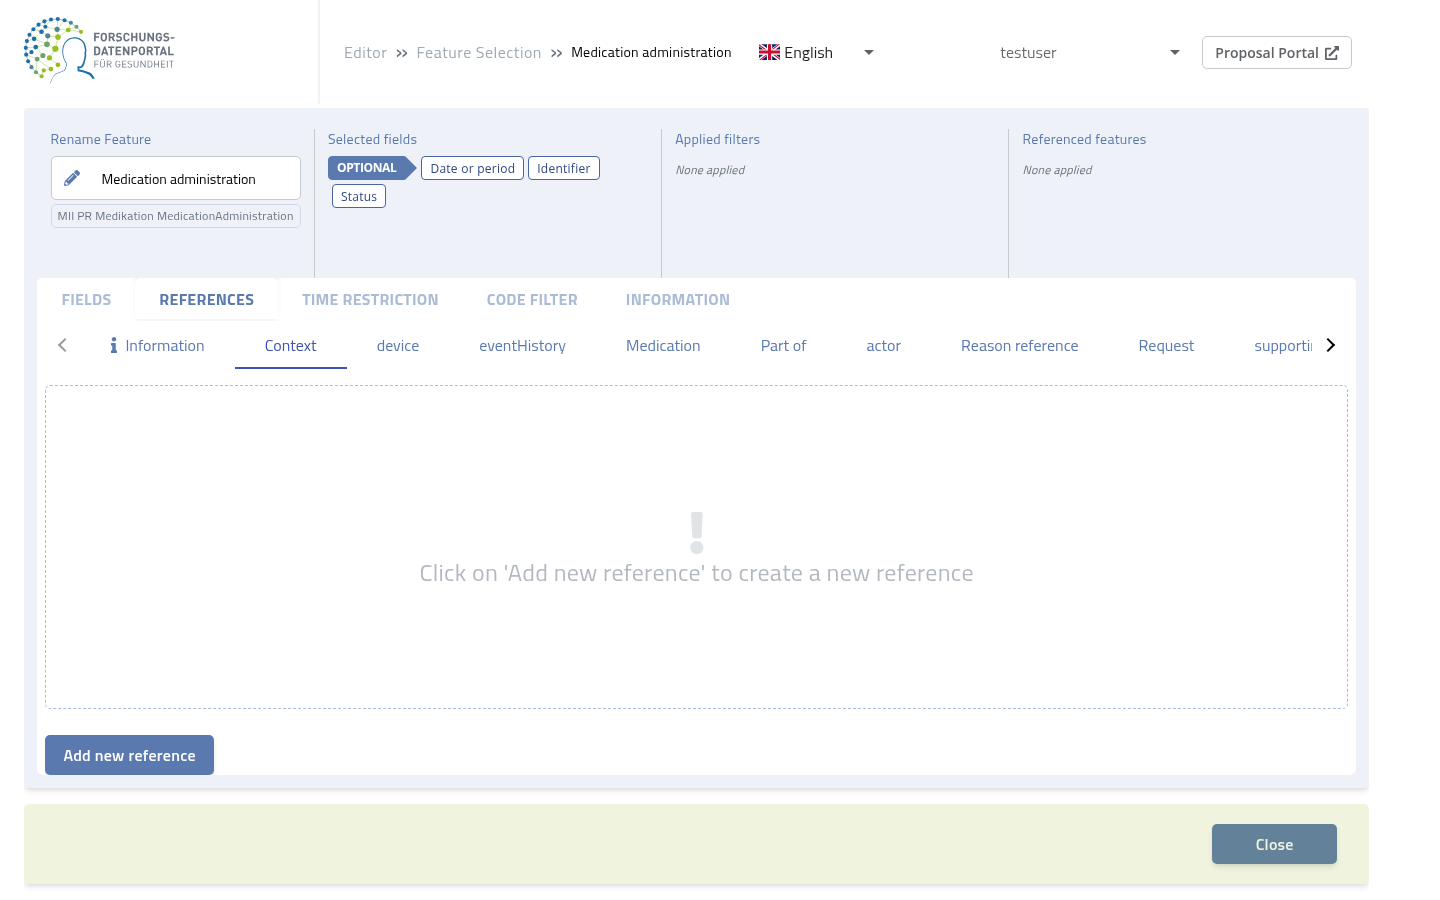 FORSCHUNGS-
DATENPORTAL
FÜR GESUNDHEIT
Editor » Feature Selection » Medication administration
English
testuser
Proposal Portal
Rename Feature
Medication administration
MII PR Medikation MedicationAdministration
Selected fields
OPTIONAL Date or period Identifier
Status
Applied filters
None applied
Referenced features
None applied
FIELDS REFERENCES TIME RESTRICTION CODE FILTER INFORMATION
Information Context device eventHistory Medication Part of actor Reason reference Request supporti
Click on 'Add new reference' to create a new reference
Add new reference
Close